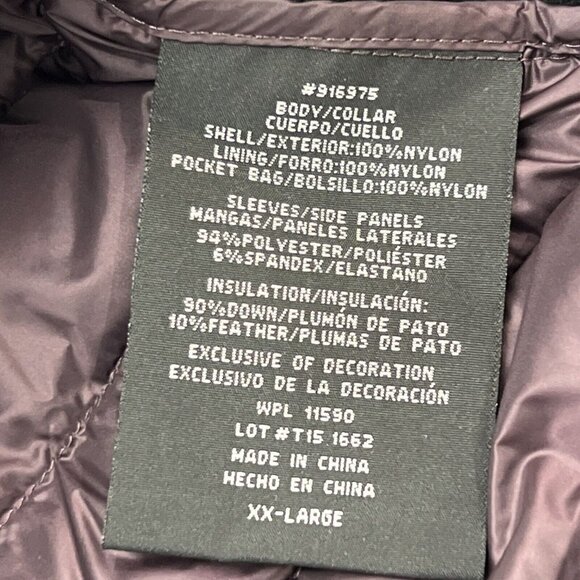 #916975
BODY/COLLAR
CUERPO/CUELLO
SHELL/EXTERIOR:100%NYLON
LINING/FORRO:100%NYLON
POCKET BAG/BOLSILLO:100%NYLON
SLEEVES/SIDE PANELS
MANGAS/PANELES LATERALES
94%POLYESTER/POLIÉSTER
6%SPANDEX/ELASTANO
INSULATION/INSULACIÓN:
90%DOWN/PLUMÓN DE PATO
10%FEATHER/PLUMAS DE PATO
EXCLUSIVE OF DECORATION
EXCLUSIVO DE LA DECORACIÓN
WPL 11590
LOT #T15 1662
MADE IN CHINA
HECHO EN CHINA
XX-LARGE